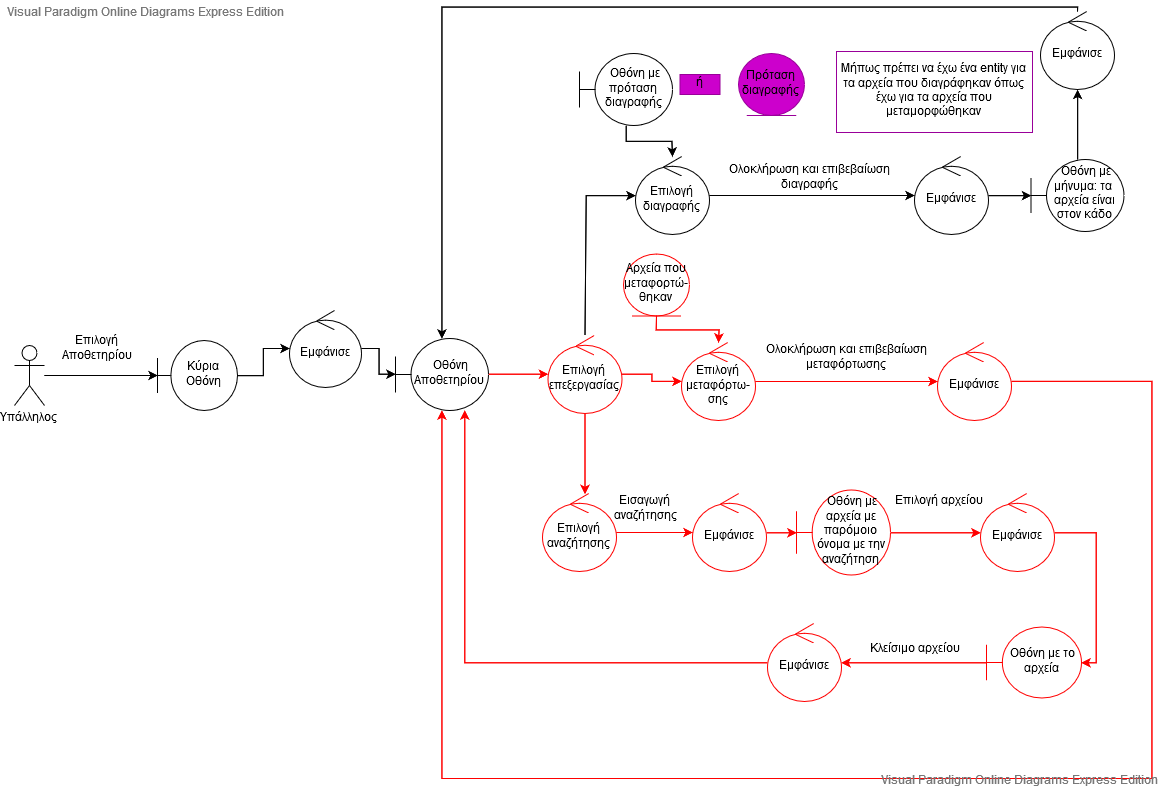 Visual Paradigm Online Diagrams Express Edition
Εμφάνισε
Οθόνη με
πρόταση
διαγραφής
ή
Πρόταση
διαγραφής
Μήπως πρέπει να έχω ένα entity για
τα αρχεία που διαγράφηκαν όπως
έχω για τα αρχεία που
μεταμορφώθηκαν
Επιλογή
διαγραφής
Ολοκλήρωση και επιβεβαίωση
διαγραφής
Εμφάνισε
Οθόνη με
μήνυμα: τα
αρχεία είναι
στον κάδο
Αρχεία που
μεταφορτώ-
θηκαν
Υπάλληλος
Επιλογή
Αποθετηρίου
Κύρια
Οθόνη
Εμφάνισε
Οθόνη
Αποθετηρίου
Επιλογή
επεξεργασίας
Επιλογή
μεταφόρτω-
σης
Ολοκλήρωση και επιβεβαίωση
μεταφόρτωσης
Εμφάνισε
Επιλογή
αναζήτησης
Εισαγωγή
αναζήτησης
Εμφάνισε
Οθόνη με
αρχεία με
παρόμοιο
όνομα με την
αναζήτηση
Επιλογή αρχείου
Εμφάνισε
Οθόνη με το
αρχεία
Κλείσιμο αρχείου
Εμφάνισε
Visual Paradigm Online Diagrams Express Edition